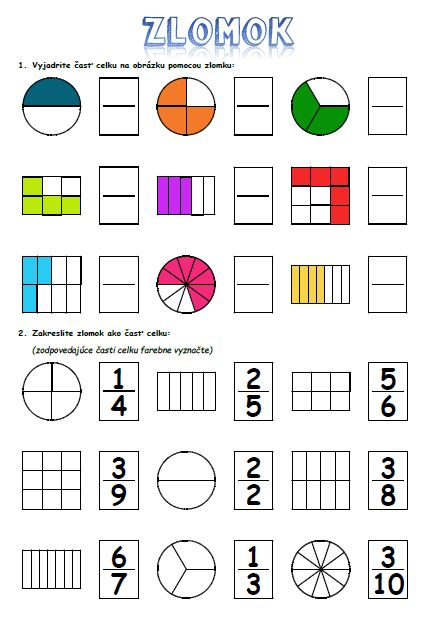 ZLOMOK
1. Vyjadrite časť celku na obrázku pomocou zlomku:
2. Zakreslite zlomok ako časť celku:
(zodpovedajúce časti celku farebne vyznačte)
1/4 2/5 5/6
3/9 2/2 3/8
6/7 1/3 3/10